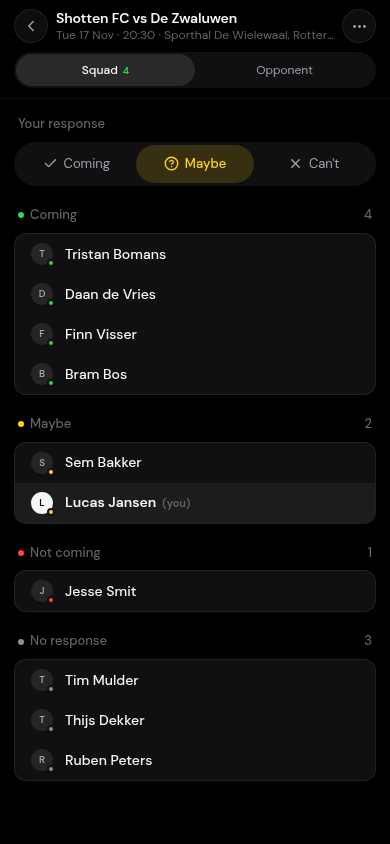 Shotten FC vs De Zwaluwen
Tue 17 Nov · 20:30 · Sporthal De Wielewaal, Rotter…
Squad 4
Opponent
Your response
Coming
Maybe
Can't
Coming 4
T Tristan Bomans
D Daan de Vries
F Finn Visser
B Bram Bos
Maybe 2
S Sem Bakker
L Lucas Jansen (you)
Not coming 1
J Jesse Smit
No response 3
T Tim Mulder
T Thijs Dekker
R Ruben Peters